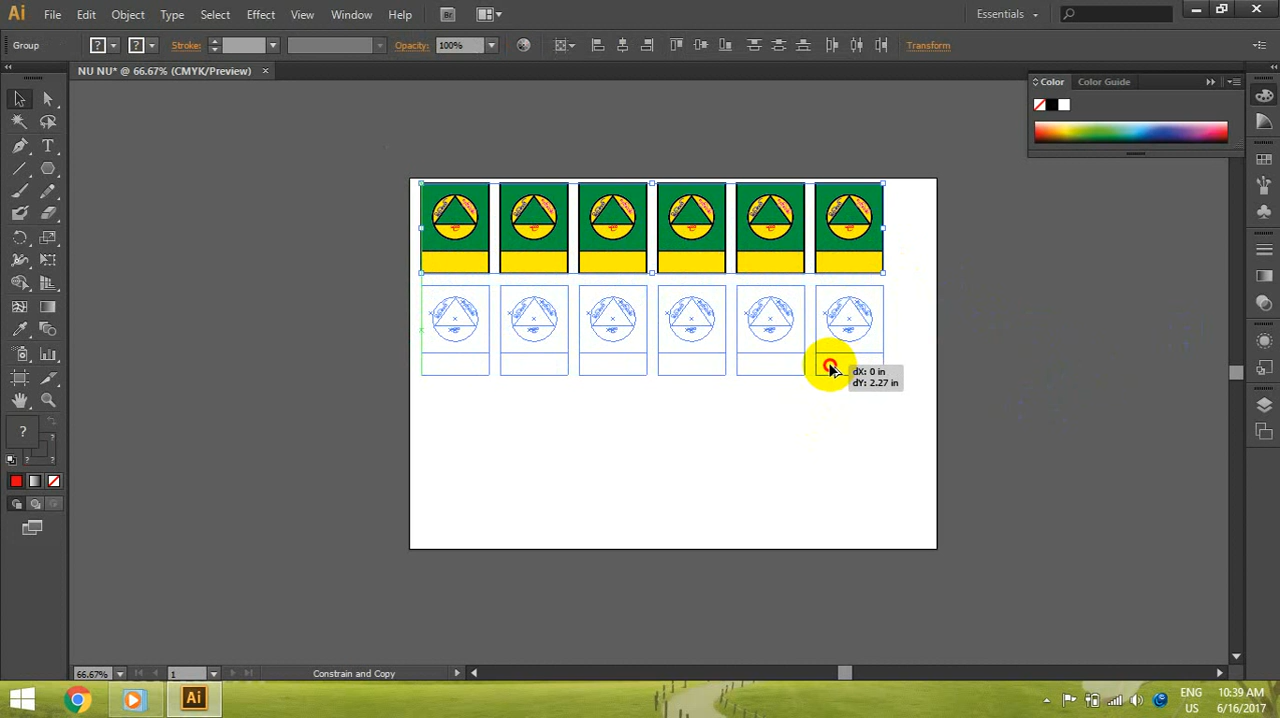 Ai File Edit Object Type Select Effect View Window Help Br Essentials
Group ? ? Stroke: Opacity: 100% Transform
NU NU* @ 66.67% (CMYK/Preview) ×
Color Color Guide
dX: 0 in
dY: 2.27 in
?
66.67% 1 Constrain and Copy
Ai ENG 10:39 AM
US 6/16/2017